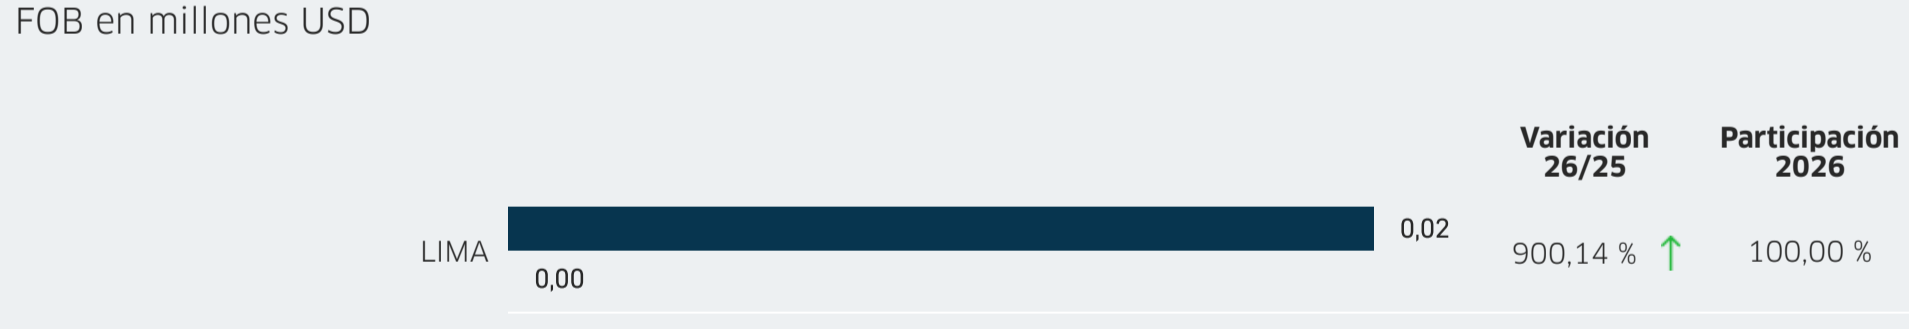 FOB en millones USD
Variación
26/25
Participación
2026
LIMA
0,02
0,00
900,14 %
100,00 %